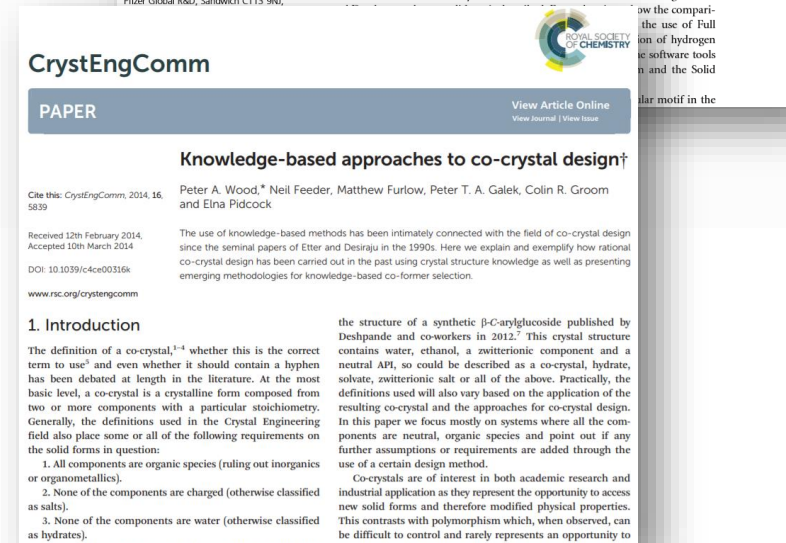 Pfizer Global R&D, Sandwich CT13 9NJ,
ow the compari-
the use of Full
ion of hydrogen
software tools
n and the Solid
lar motif in the
ROYAL SOCIETY
OF CHEMISTRY
CrystEngComm
PAPER
View Article Online
View Journal | View Issue
Knowledge-based approaches to co-crystal design†
Cite this: CrystEngComm, 2014, 16,
5839
Peter A. Wood,* Neil Feeder, Matthew Furlow, Peter T. A. Galek, Colin R. Groom
and Elna Pidcock
Received 12th February 2014,
Accepted 10th March 2014
DOI: 10.1039/c4ce00316k
www.rsc.org/crystengcomm
The use of knowledge-based methods has been intimately connected with the field of co-crystal design
since the seminal papers of Etter and Desiraju in the 1990s. Here we explain and exemplify how rational
co-crystal design has been carried out in the past using crystal structure knowledge as well as presenting
emerging methodologies for knowledge-based co-former selection.
1. Introduction
The definition of a co-crystal,1–4 whether this is the correct
term to use5 and even whether it should contain a hyphen
has been debated at length in the literature. At the most
basic level, a co-crystal is a crystalline form composed from
two or more components with a particular stoichiometry.
Generally, the definitions used in the Crystal Engineering
field also place some or all of the following requirements on
the solid forms in question:
1. All components are organic species (ruling out inorganics
or organometallics).
2. None of the components are charged (otherwise classified
as salts).
3. None of the components are water (otherwise classified
as hydrates).
the structure of a synthetic β-C-arylglucoside published by
Deshpande and co-workers in 2012.7 This crystal structure
contains water, ethanol, a zwitterionic component and a
neutral API, so could be described as a co-crystal, hydrate,
solvate, zwitterionic salt or all of the above. Practically, the
definitions used will also vary based on the application of the
resulting co-crystal and the approaches for co-crystal design.
In this paper we focus mostly on systems where all the com-
ponents are neutral, organic species and point out if any
further assumptions or requirements are added through the
use of a certain design method.
Co-crystals are of interest in both academic research and
industrial application as they represent the opportunity to access
new solid forms and therefore modified physical properties.
This contrasts with polymorphism which, when observed, can
be difficult to control and rarely represents an opportunity to